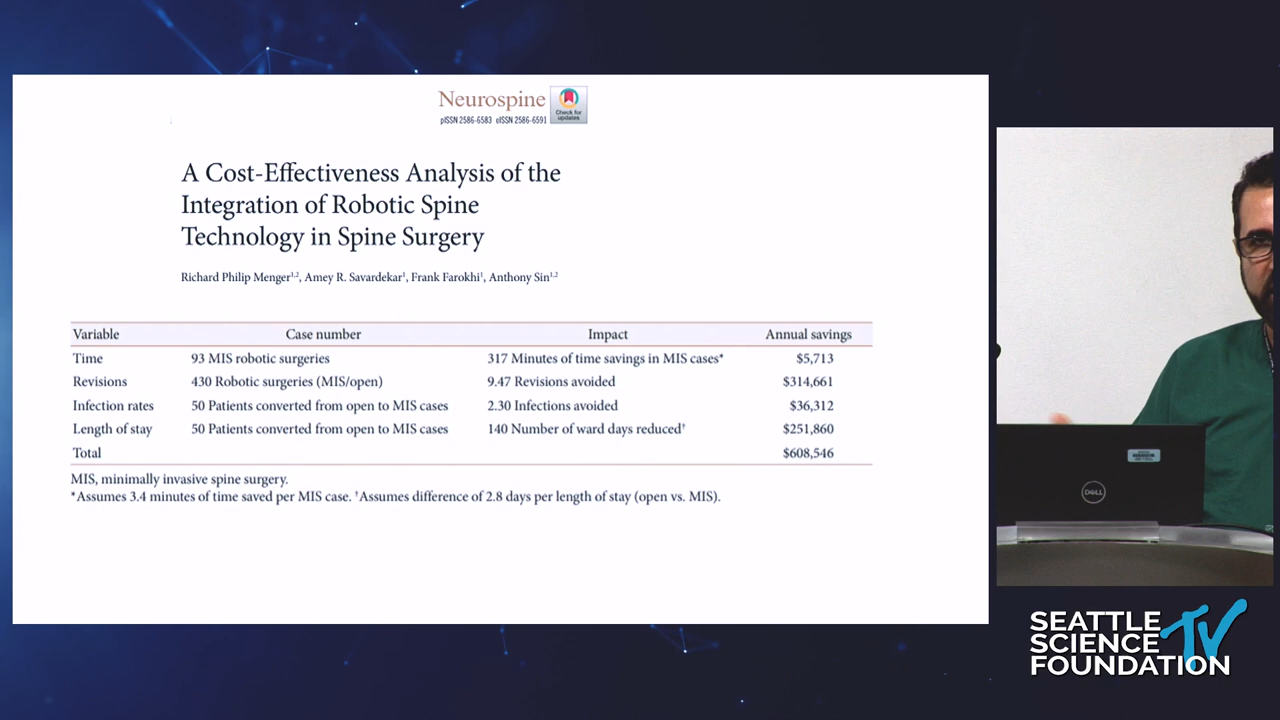 Neurospine
Check for
updates
pISSN 2586-6583 eISSN 2586-6591
A Cost-Effectiveness Analysis of the
Integration of Robotic Spine
Technology in Spine Surgery
Richard Philip Menger1,2, Amey R. Savardekar1, Frank Farokhi1, Anthony Sin1,2
Variable Case number Impact Annual savings
Time 93 MIS robotic surgeries 317 Minutes of time savings in MIS cases* $5,713
Revisions 430 Robotic surgeries (MIS/open) 9.47 Revisions avoided $314,661
Infection rates 50 Patients converted from open to MIS cases 2.30 Infections avoided $36,312
Length of stay 50 Patients converted from open to MIS cases 140 Number of ward days reduced† $251,860
Total $608,546
MIS, minimally invasive spine surgery.
*Assumes 3.4 minutes of time saved per MIS case. †Assumes difference of 2.8 days per length of stay (open vs. MIS).
DELL
SEATTLE
SCIENCE
FOUNDATION
TV